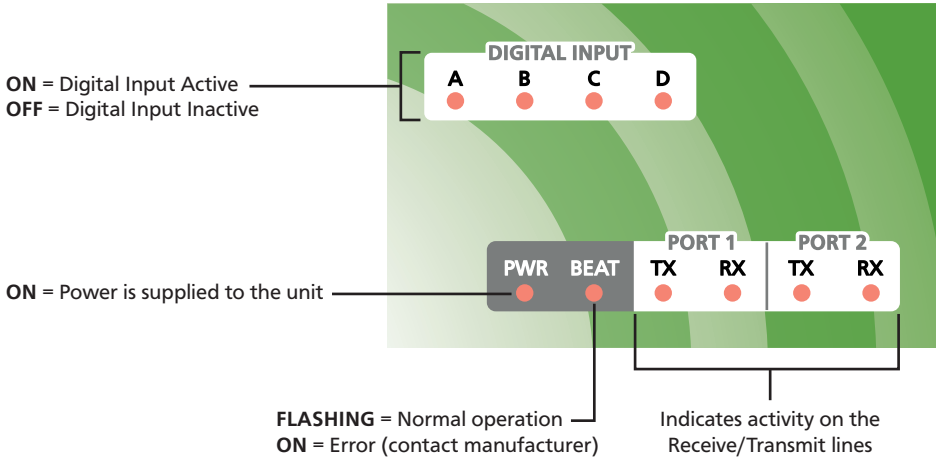 DIGITAL INPUT
A B C D
ON = Digital Input Active
OFF = Digital Input Inactive
PORT 1 PORT 2
PWR BEAT TX RX TX RX
ON = Power is supplied to the unit
FLASHING = Normal operation
ON = Error (contact manufacturer)
Indicates activity on the
Receive/Transmit lines